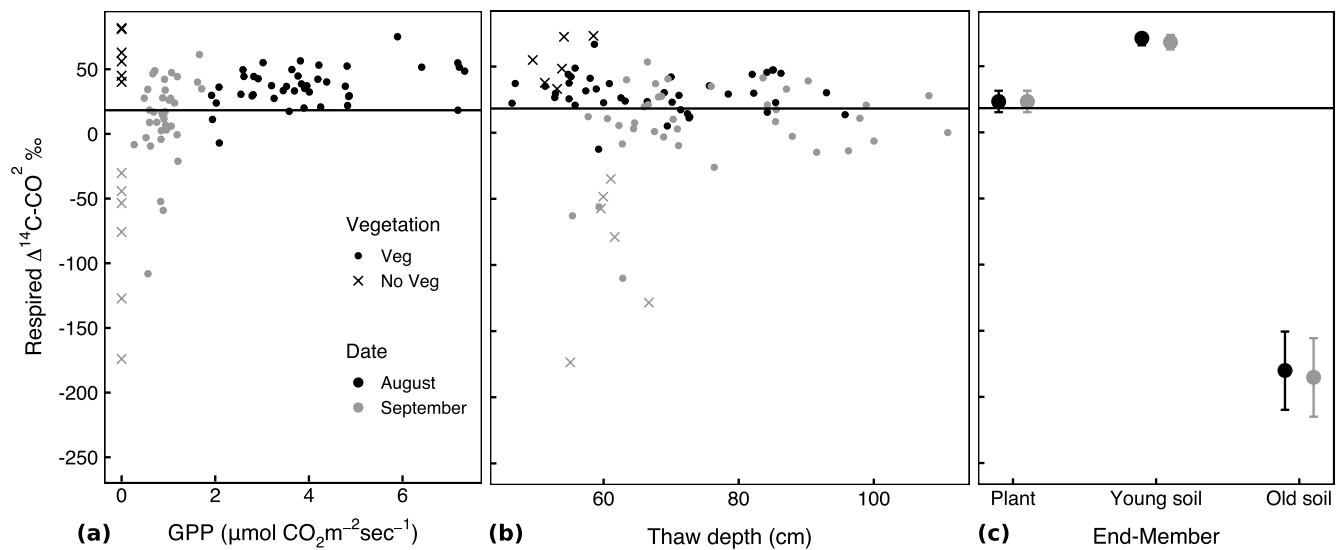 Respired Δ¹⁴C-CO² ‰
50
0
-50
-100
-150
-200
-250
Vegetation
Veg
No Veg
Date
August
September
0 2 4 6
60 80 100
Plant Young soil Old soil
(a) GPP (μmol CO₂m⁻²sec⁻¹)
(b) Thaw depth (cm)
(c) End-Member